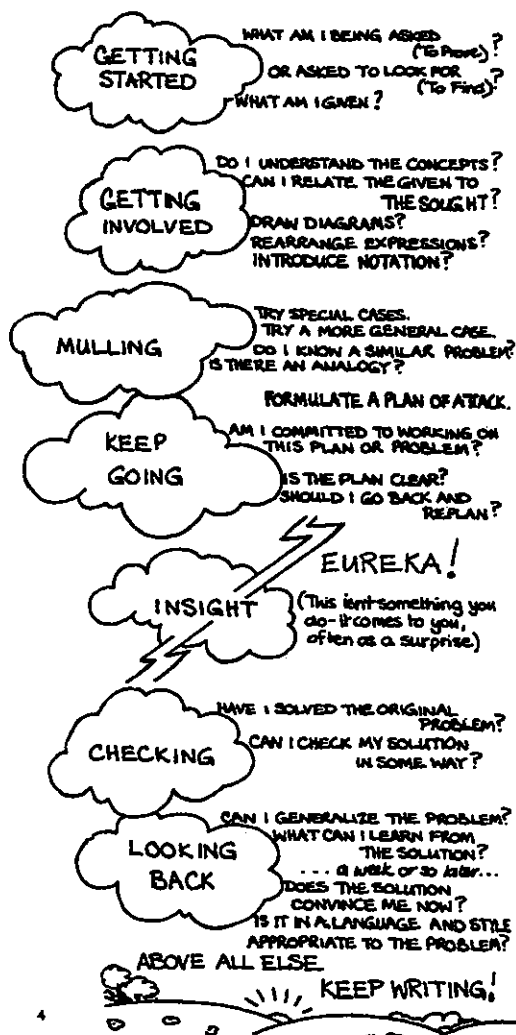 GETTING
STARTED
WHAT AM I BEING ASKED
(To Prove)?
OR ASKED TO LOOK FOR
(To Find)?
WHAT AM I GIVEN?
GETTING
INVOLVED
DO I UNDERSTAND THE CONCEPTS?
CAN I RELATE THE GIVEN TO
THE SOUGHT?
DRAW DIAGRAMS?
REARRANGE EXPRESSIONS?
INTRODUCE NOTATION?
MULLING
TRY SPECIAL CASES.
TRY A MORE GENERAL CASE.
DO I KNOW A SIMILAR PROBLEM?
IS THERE AN ANALOGY?
KEEP
GOING
FORMULATE A PLAN OF ATTACK.
AM I COMMITTED TO WORKING ON
THIS PLAN OR PROBLEM?
IS THE PLAN CLEAR?
SHOULD I GO BACK AND
REPLAN?
INSIGHT
EUREKA!
(This isn't something you
do-it comes to you,
often as a surprise)
CHECKING
HAVE I SOLVED THE ORIGINAL
PROBLEM?
CAN I CHECK MY SOLUTION
IN SOME WAY?
LOOKING
BACK
CAN I GENERALIZE THE PROBLEM?
WHAT CAN I LEARN FROM
THE SOLUTION?
... a week or so later...
DOES THE SOLUTION
CONVINCE ME NOW?
IS IT IN A LANGUAGE AND STYLE
APPROPRIATE TO THE PROBLEM?
ABOVE ALL ELSE
KEEP WRITING!
4